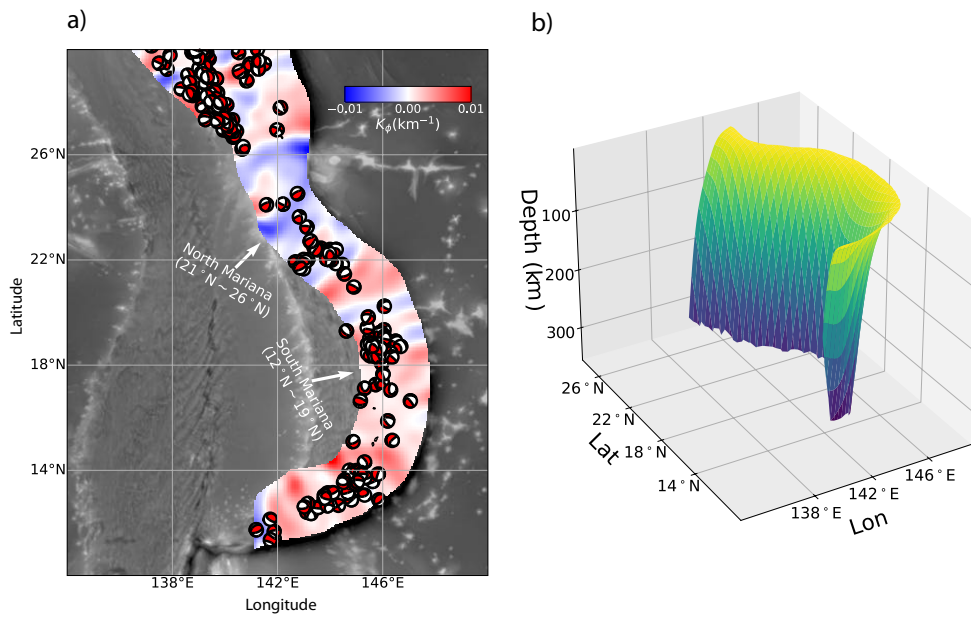 a)
b)
−0.01 0.00 0.01
K𝜙(km⁻¹)
26°N
22°N
18°N
14°N
Latitude
North Mariana
(21°N∼26°N)
South Mariana
(12°N∼19°N)
138°E 142°E 146°E
Longitude
Depth (km)
100
200
300
26°N
22°N
18°N
14°N
Lat
138°E
142°E
146°E
Lon